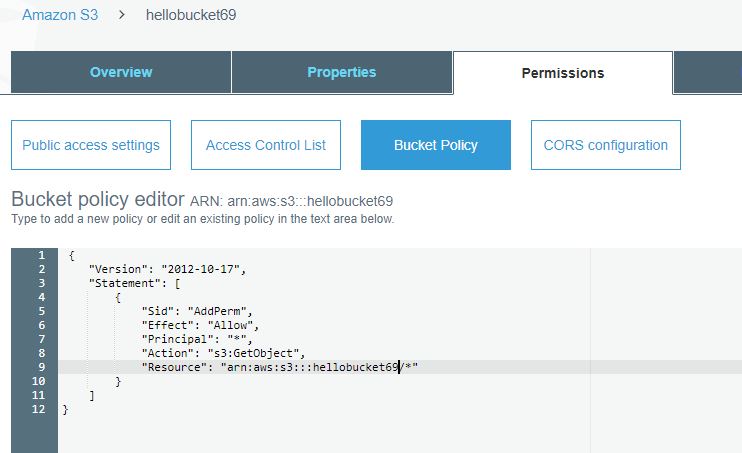 Amazon S3 > hellobucket69
Overview Properties Permissions
Public access settings Access Control List Bucket Policy CORS configuration
Bucket policy editor ARN: arn:aws:s3:::hellobucket69
Type to add a new policy or edit an existing policy in the text area below.
1 {
2 "Version": "2012-10-17",
3 "Statement": [
4 {
5 "Sid": "AddPerm",
6 "Effect": "Allow",
7 "Principal": "*",
8 "Action": "s3:GetObject",
9 "Resource": "arn:aws:s3:::hellobucket69/*"
10 }
11 ]
12 }